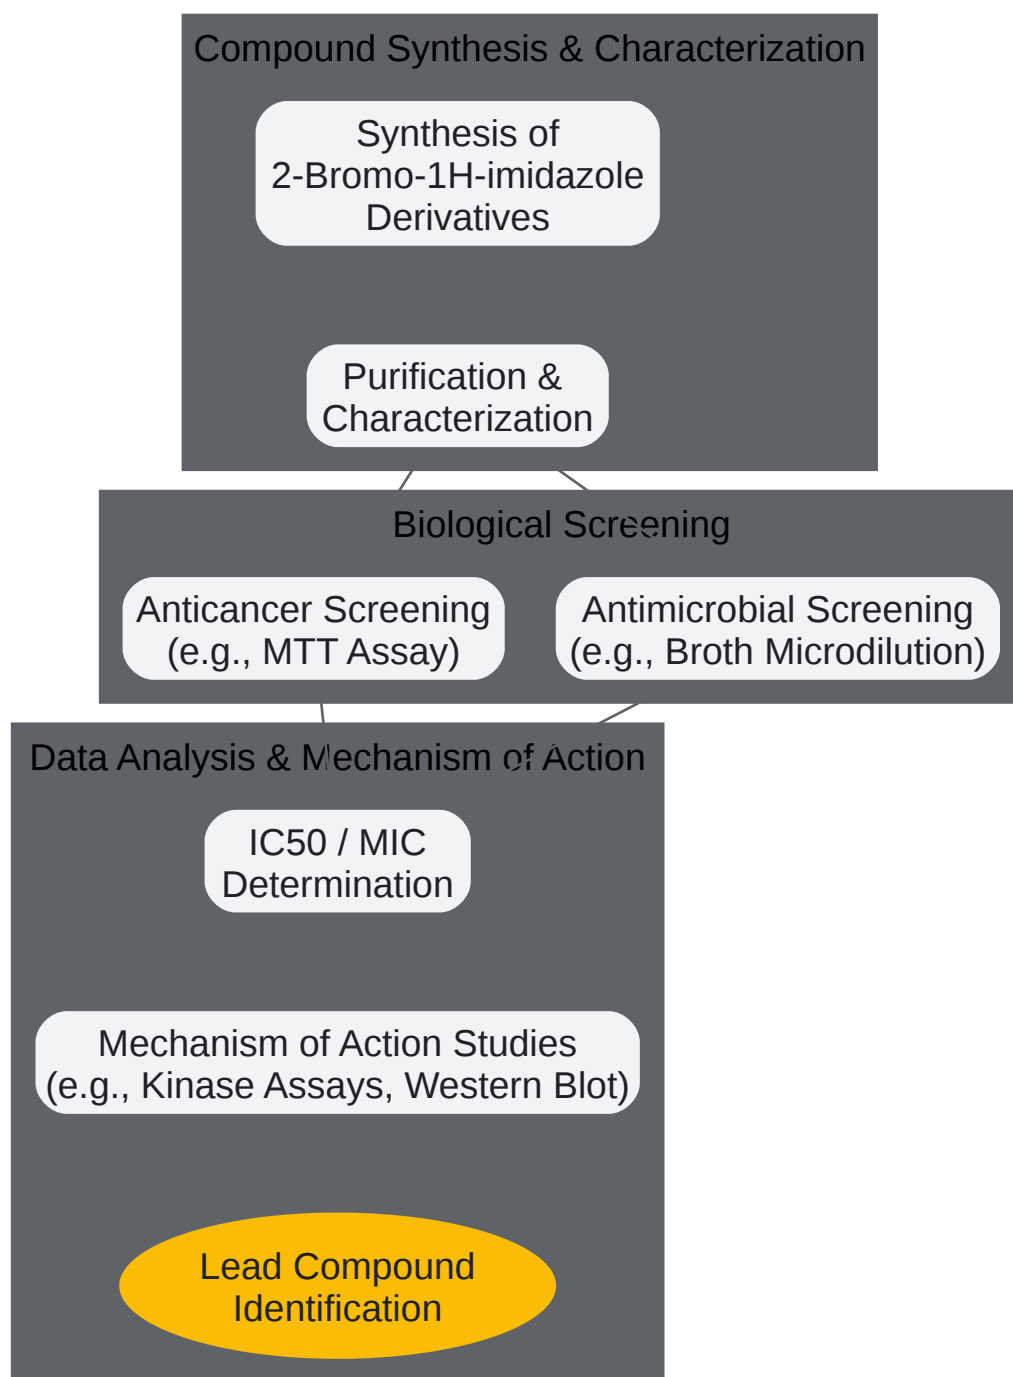 Compound Synthesis & Characterization
Synthesis of
2-Bromo-1H-imidazole
Derivatives
Purification &
Characterization
Biological Screening
Anticancer Screening
(e.g., MTT Assay)
Antimicrobial Screening
(e.g., Broth Microdilution)
Data Analysis & Mechanism of Action
IC50 / MIC
Determination
Mechanism of Action Studies
(e.g., Kinase Assays, Western Blot)
Lead Compound
Identification